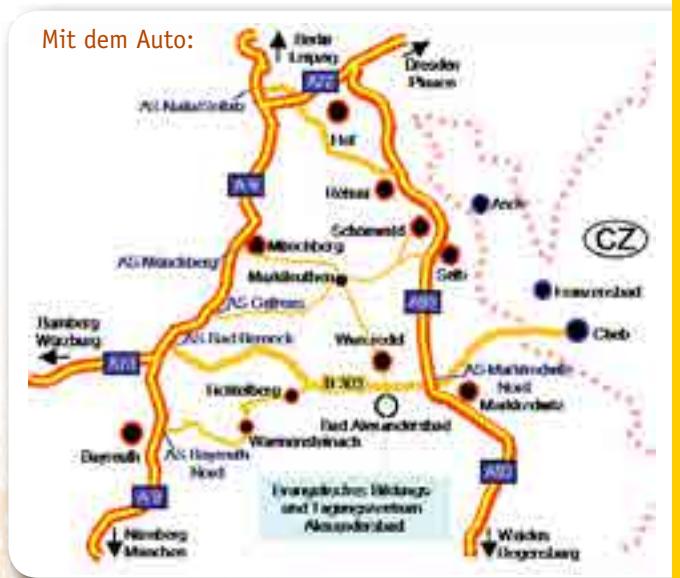 Mit dem Auto:
Berlin
Leipzig
Dresden
Plauen
A72
AS Naila/Selbitz
Hof
A9
Rehau
Schönwald
Asch
CZ
Münchberg
AS Münchberg
Selb
Marktleuthen
A93
Franzensbad
AS Gefrees
Bamberg
Würzburg
AS Bad Berneck
Wunsiedel
Cheb
B 303
AS Marktredwitz
Nord
Fichtelberg
Marktredwitz
Bad Alexandersbad
Warmensteinach
Bayreuth
AS Bayreuth
Nord
A93
A9
Evangelisches Bildungs
und Tagungszentrum
Alexandersbad
Nürnberg
München
Weiden
Regensburg